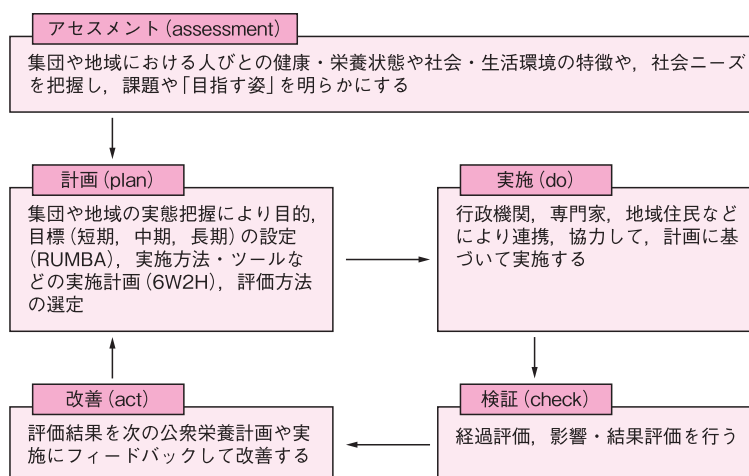 アセスメント(assessment)
集団や地域における人びとの健康・栄養状態や社会・生活環境の特徴や，社会ニーズ
を把握し，課題や「目指す姿」を明らかにする
計画(plan)
集団や地域の実態把握により目的，
目標(短期，中期，長期)の設定
(RUMBA)，実施方法・ツールな
どの実施計画(6W2H)，評価方法
の選定
実施(do)
行政機関，専門家，地域住民など
により連携，協力して，計画に基
づいて実施する
改善(act)
評価結果を次の公衆栄養計画や実
施にフィードバックして改善する
検証(check)
経過評価，影響・結果評価を行う